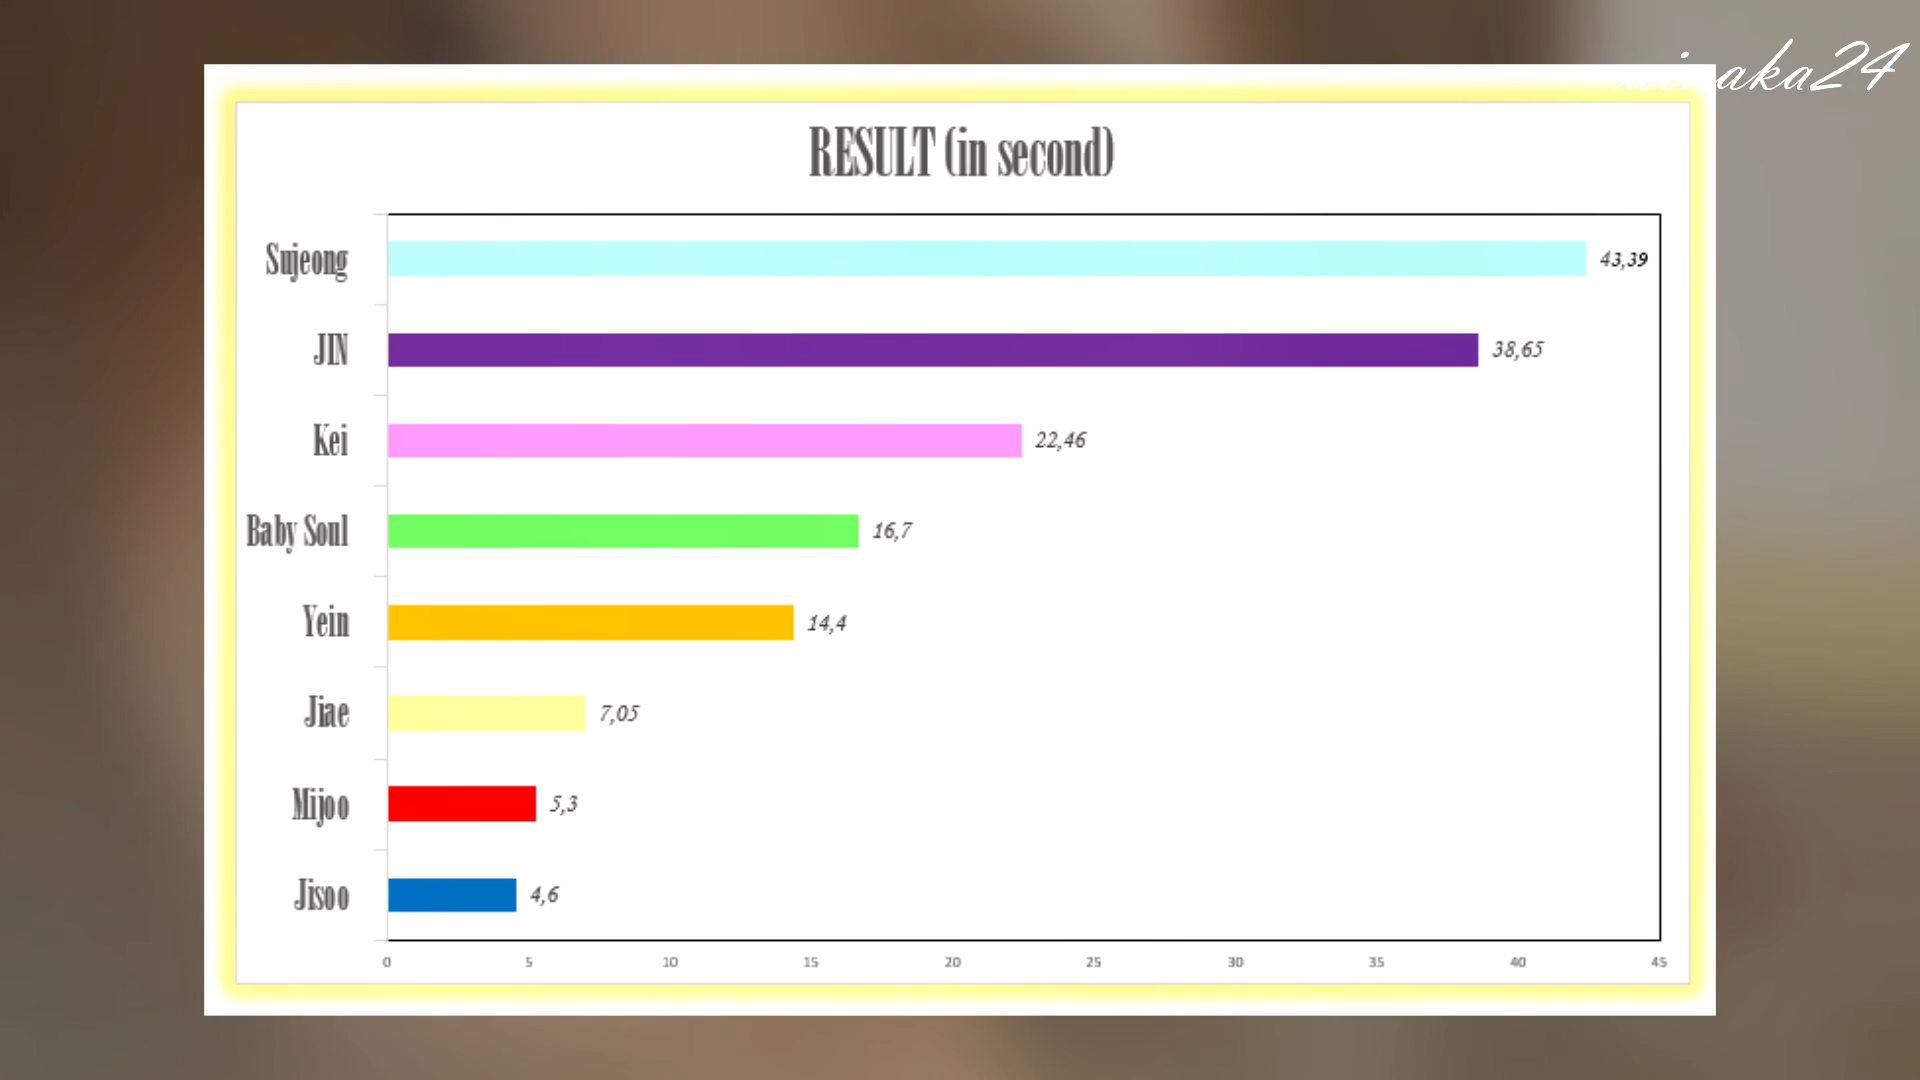 RESULT (in second)
Sujeong 43,39
JIN 38,65
Kei 22,46
Baby Soul 16,7
Yein 14,4
Jiae 7,05
Mijoo 5,3
Jisoo 4,6
0 5 10 15 20 25 30 35 40 45